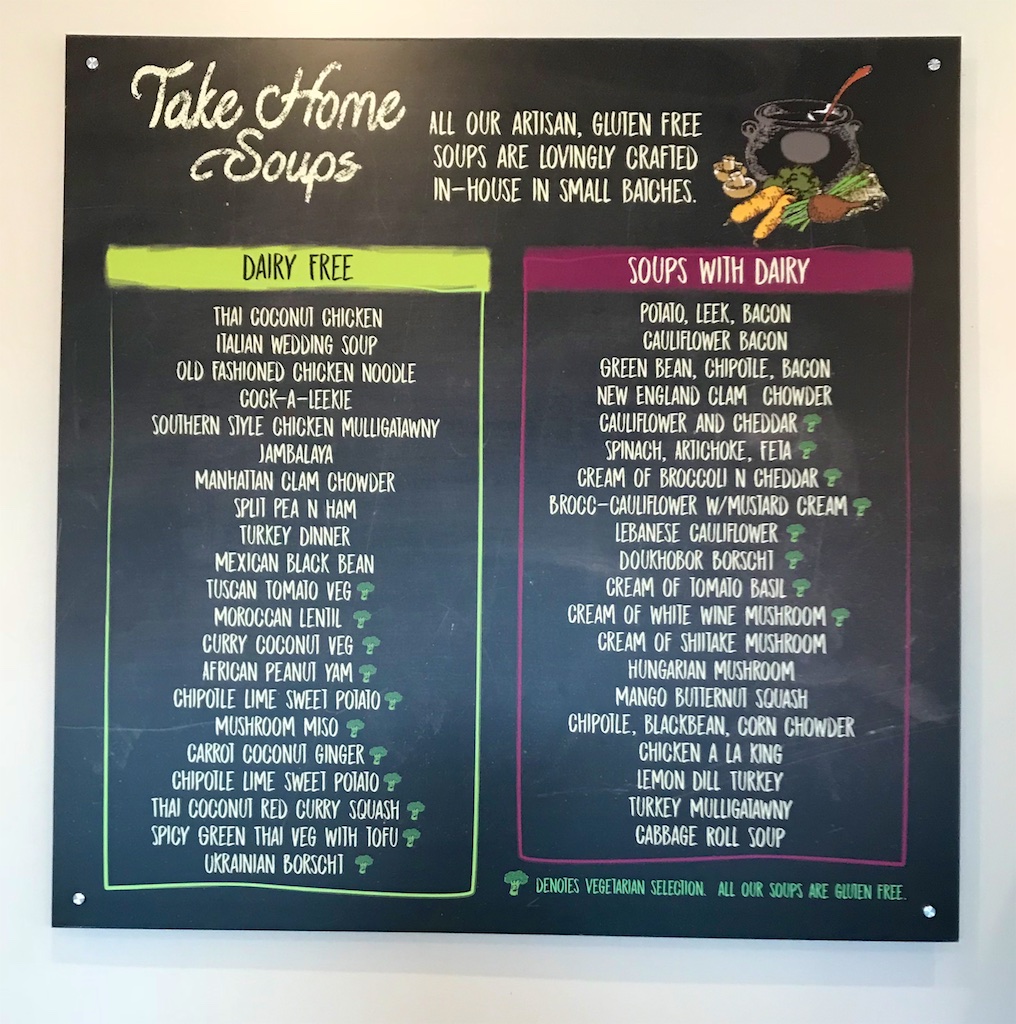 Take Home
Soups
ALL OUR ARTISAN, GLUTEN FREE
SOUPS ARE LOVINGLY CRAFTED
IN-HOUSE IN SMALL BATCHES.
DAIRY FREE
THAI COCONUT CHICKEN
ITALIAN WEDDING SOUP
OLD FASHIONED CHICKEN NOODLE
COCK-A-LEEKIE
SOUTHERN STYLE CHICKEN MULLIGATAWNY
JAMBALAYA
MANHATTAN CLAM CHOWDER
SPLIT PEA N HAM
TURKEY DINNER
MEXICAN BLACK BEAN
TUSCAN TOMATO VEG
MOROCCAN LENTIL
CURRY COCONUT VEG
AFRICAN PEANUT YAM
CHIPOTLE LIME SWEET POTATO
MUSHROOM MISO
CARROT COCONUT GINGER
CHIPOTLE LIME SWEET POTATO
THAI COCONUT RED CURRY SQUASH
SPICY GREEN THAI VEG WITH TOFU
UKRAINIAN BORSCHT
SOUPS WITH DAIRY
POTATO, LEEK, BACON
CAULIFLOWER BACON
GREEN BEAN, CHIPOTLE, BACON
NEW ENGLAND CLAM CHOWDER
CAULIFLOWER AND CHEDDAR
SPINACH, ARTICHOKE, FETA
CREAM OF BROCCOLI N CHEDDAR
BROCC-CAULIFLOWER W/MUSTARD CREAM
LEBANESE CAULIFLOWER
DOUKHOBOR BORSCHT
CREAM OF TOMATO BASIL
CREAM OF WHITE WINE MUSHROOM
CREAM OF SHIITAKE MUSHROOM
HUNGARIAN MUSHROOM
MANGO BUTTERNUT SQUASH
CHIPOTLE, BLACKBEAN, CORN CHOWDER
CHICKEN A LA KING
LEMON DILL TURKEY
TURKEY MULLIGATAWNY
CABBAGE ROLL SOUP
DENOTES VEGETARIAN SELECTION. ALL OUR SOUPS ARE GLUTEN FREE.